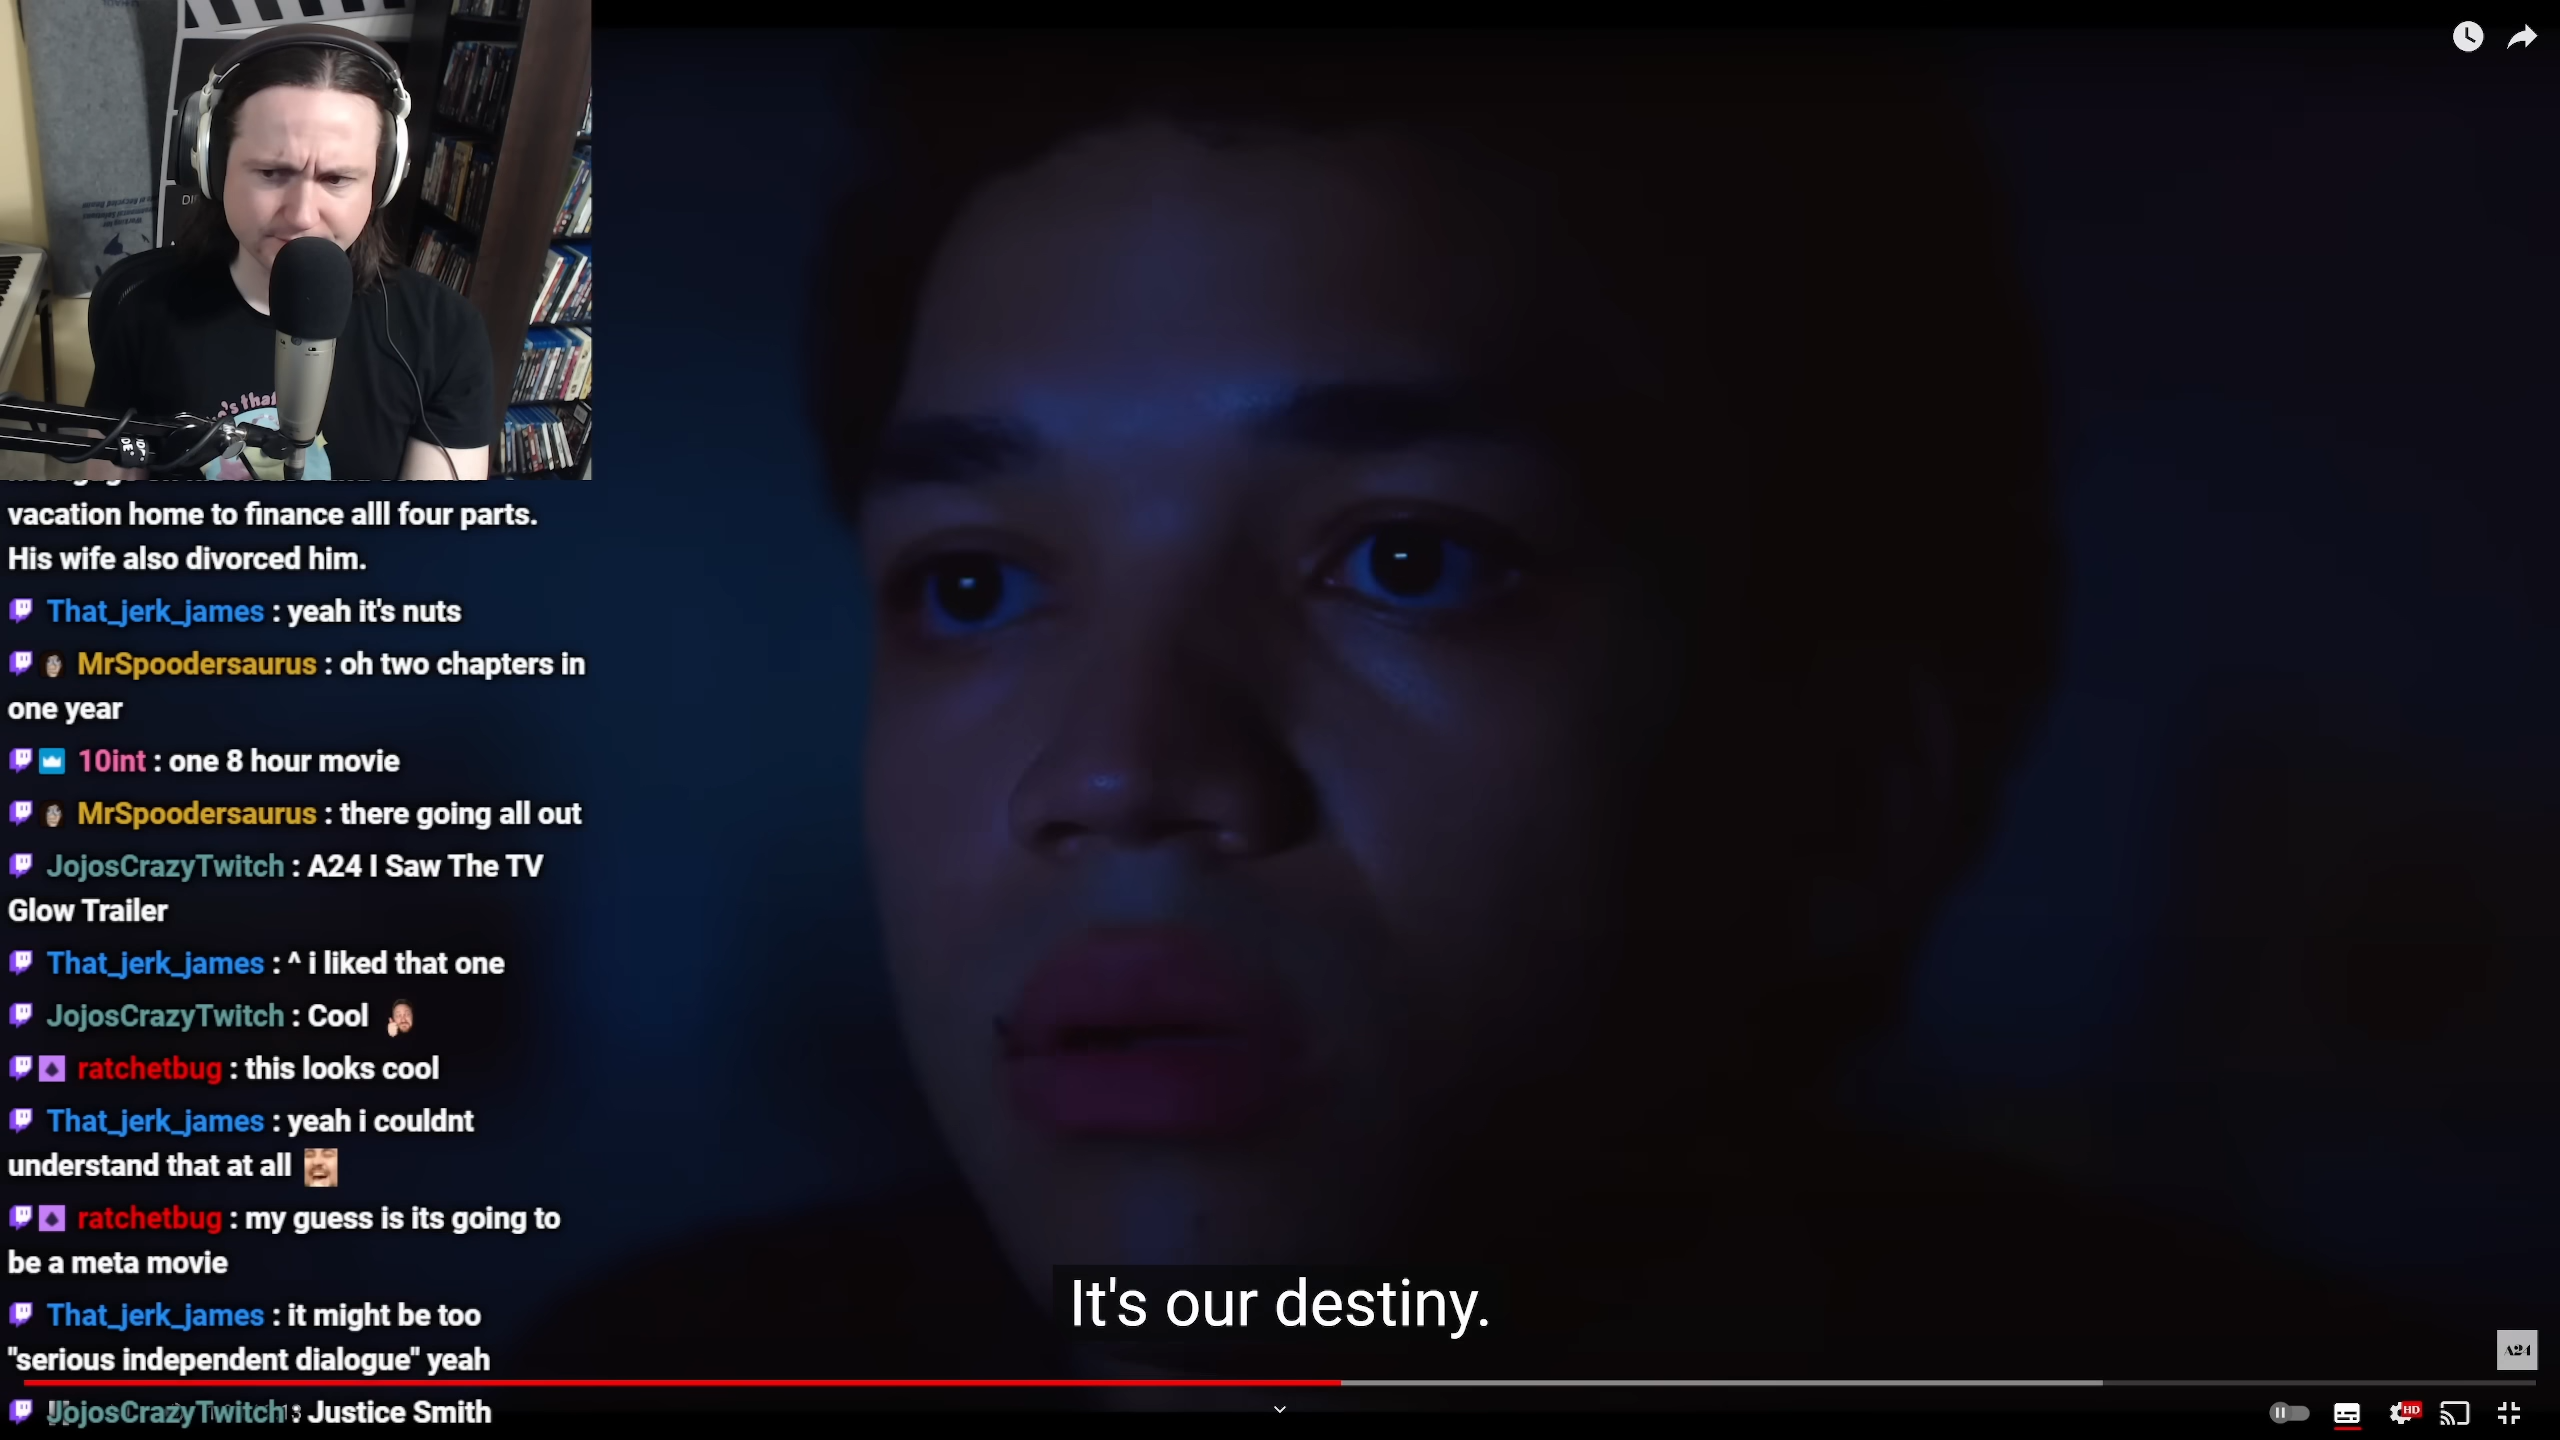 vacation home to finance alll four parts.
His wife also divorced him.
That_jerk_james : yeah it's nuts
MrSpoodersaurus : oh two chapters in
one year
10int : one 8 hour movie
MrSpoodersaurus : there going all out
JojosCrazyTwitch : A24 I Saw The TV
Glow Trailer
That_jerk_james : ^ i liked that one
JojosCrazyTwitch : Cool
ratchetbug : this looks cool
That_jerk_james : yeah i couldnt
understand that at all
ratchetbug : my guess is its going to
be a meta movie
That_jerk_james : it might be too
"serious independent dialogue" yeah
JojosCrazyTwitch : Justice Smith
It's our destiny.
A24
HD